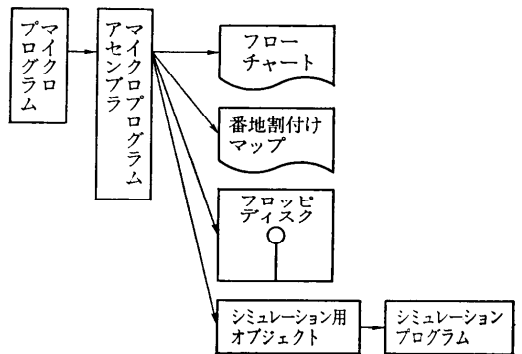 マイクロ
プログラム
マイクロプログラム
アセンブラ
フロー
チャート
番地割付け
マップ
フロッピ
ディスク
シミュレーション用
オブジェクト
シミュレーション
プログラム